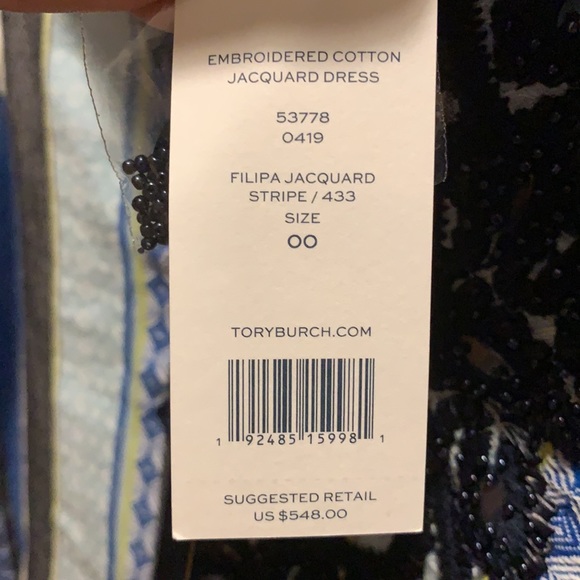 EMBROIDERED COTTON
JACQUARD DRESS
53778
0419
FILIPA JACQUARD
STRIPE / 433
SIZE
00
TORYBURCH.COM
1 92485 15998 1
SUGGESTED RETAIL
US $548.00